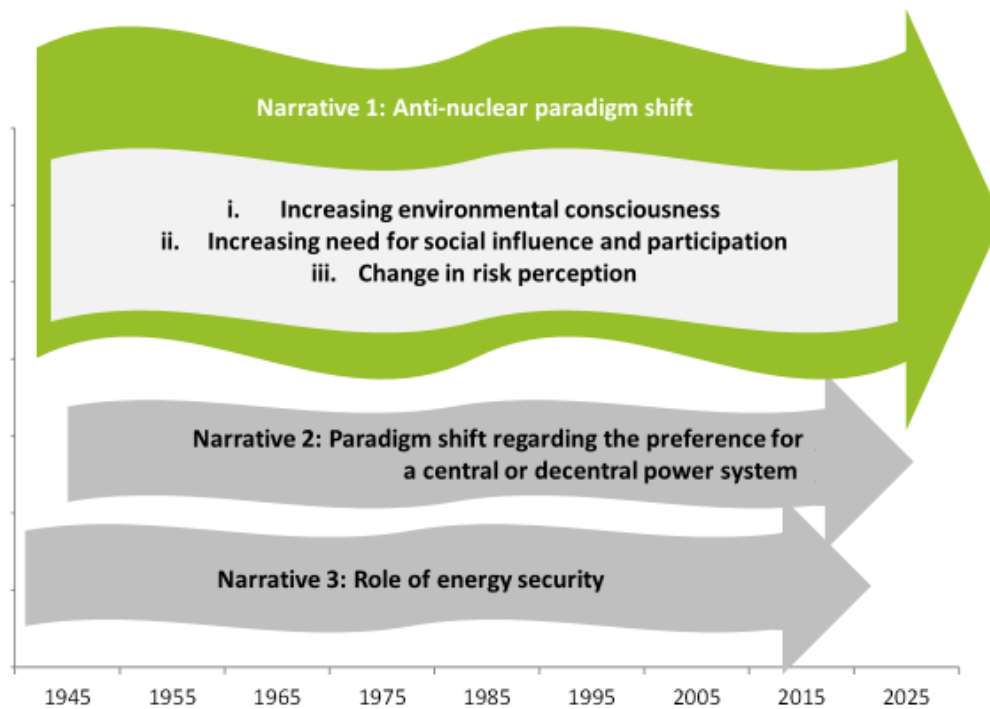 Narrative 1: Anti-nuclear paradigm shift
i. Increasing environmental consciousness
ii. Increasing need for social influence and participation
iii. Change in risk perception
Narrative 2: Paradigm shift regarding the preference for
a central or decentral power system
Narrative 3: Role of energy security
1945 1955 1965 1975 1985 1995 2005 2015 2025